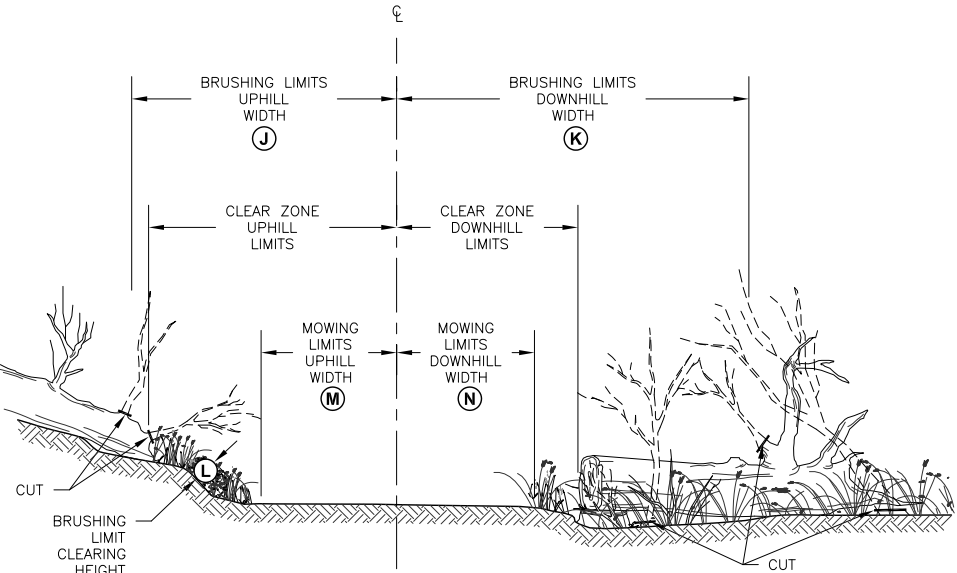 ℄
BRUSHING LIMITS
UPHILL
WIDTH
J
BRUSHING LIMITS
DOWNHILL
WIDTH
K
CLEAR ZONE
UPHILL
LIMITS
CLEAR ZONE
DOWNHILL
LIMITS
MOWING
LIMITS
UPHILL
WIDTH
M
MOWING
LIMITS
DOWNHILL
WIDTH
N
L
CUT
BRUSHING
LIMIT
CLEARING
HEIGHT
CUT